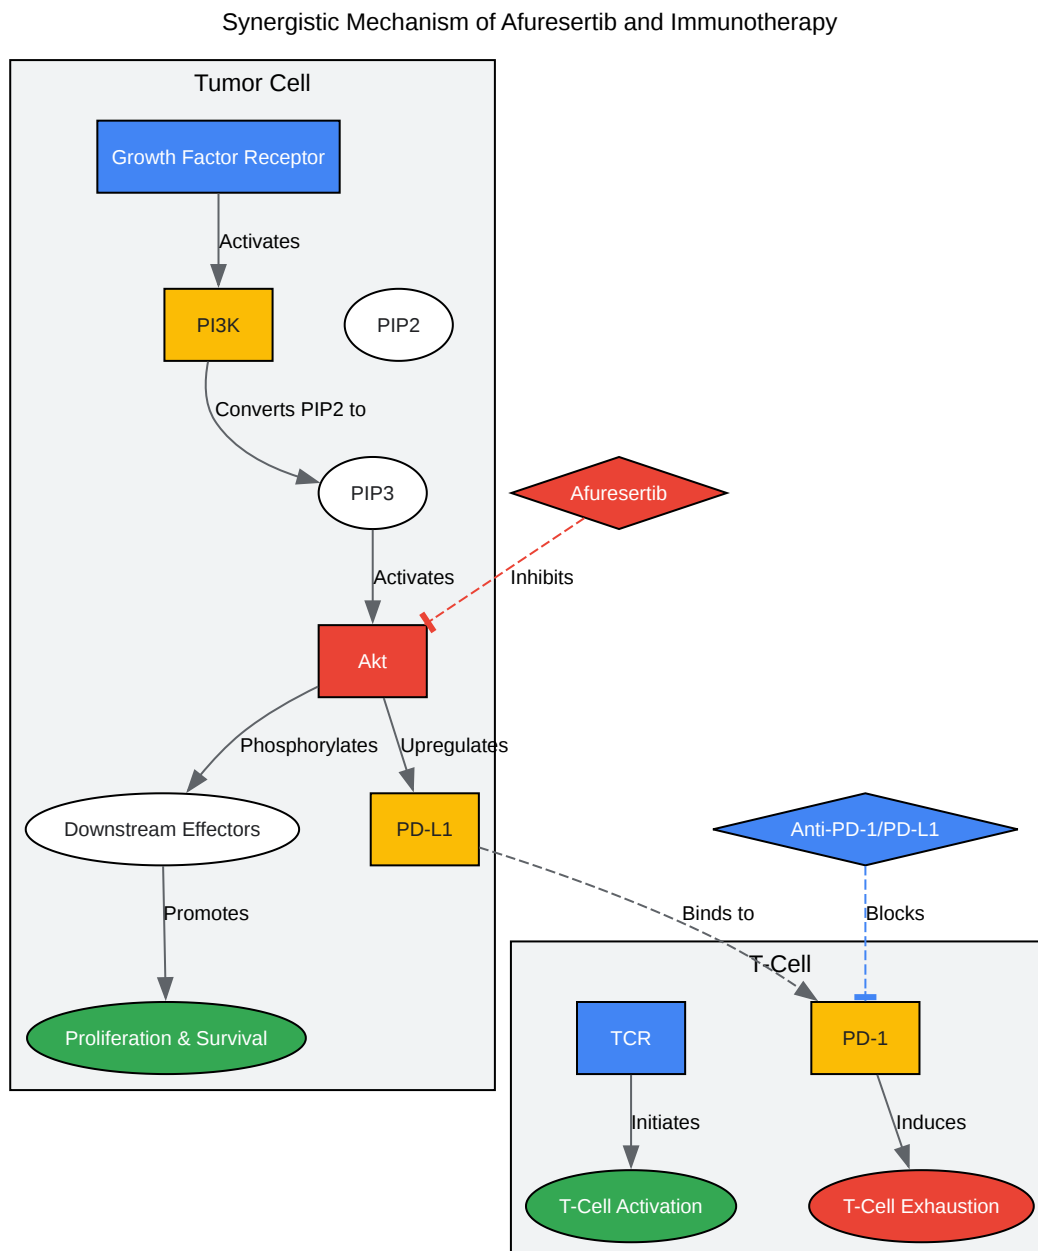 Synergistic Mechanism of Afuresertib and Immunotherapy
Tumor Cell
Growth Factor Receptor
Activates
PI3K
PIP2
Converts PIP2 to
PIP3
Afuresertib
Activates
Inhibits
Akt
Phosphorylates
Upregulates
Downstream Effectors
PD-L1
Anti-PD-1/PD-L1
Promotes
Binds to
Blocks
T-Cell
Proliferation & Survival
TCR
PD-1
Initiates
Induces
T-Cell Activation
T-Cell Exhaustion